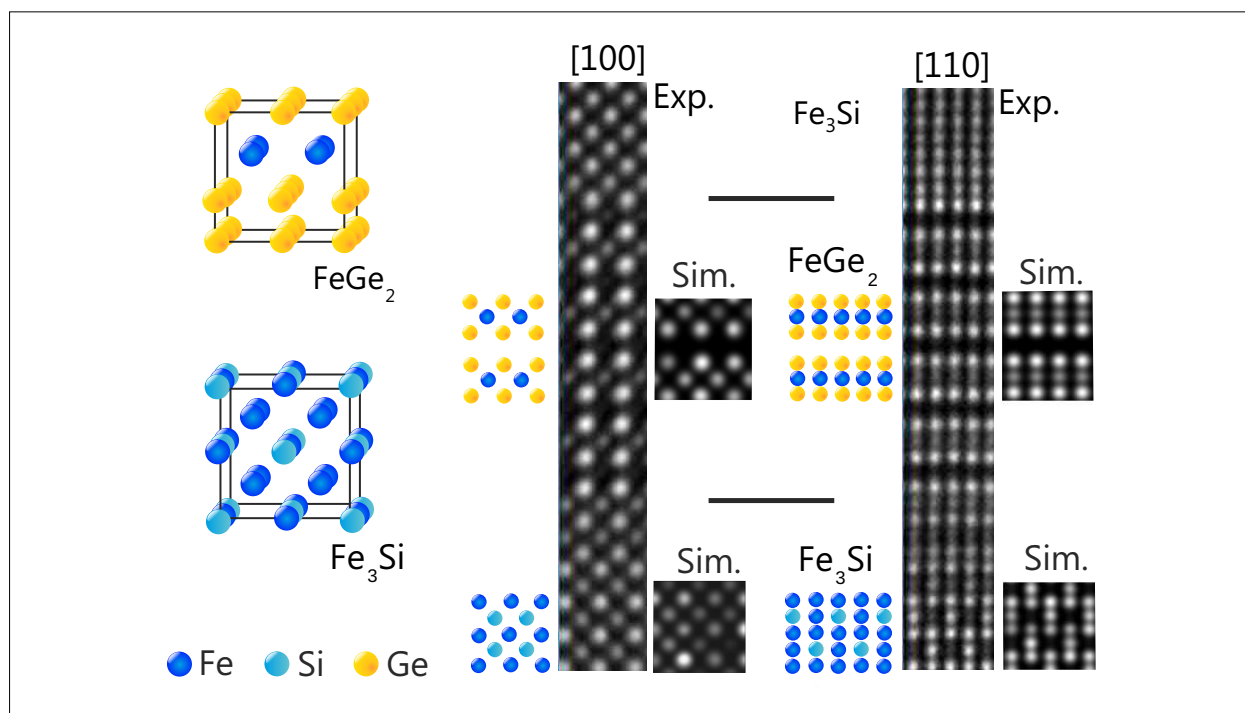 [100]
[110]
Exp.
Fe₃Si
Exp.
FeGe₂
Sim.
FeGe₂
Sim.
Fe₃Si
Sim.
Fe₃Si
Sim.
Fe Si Ge